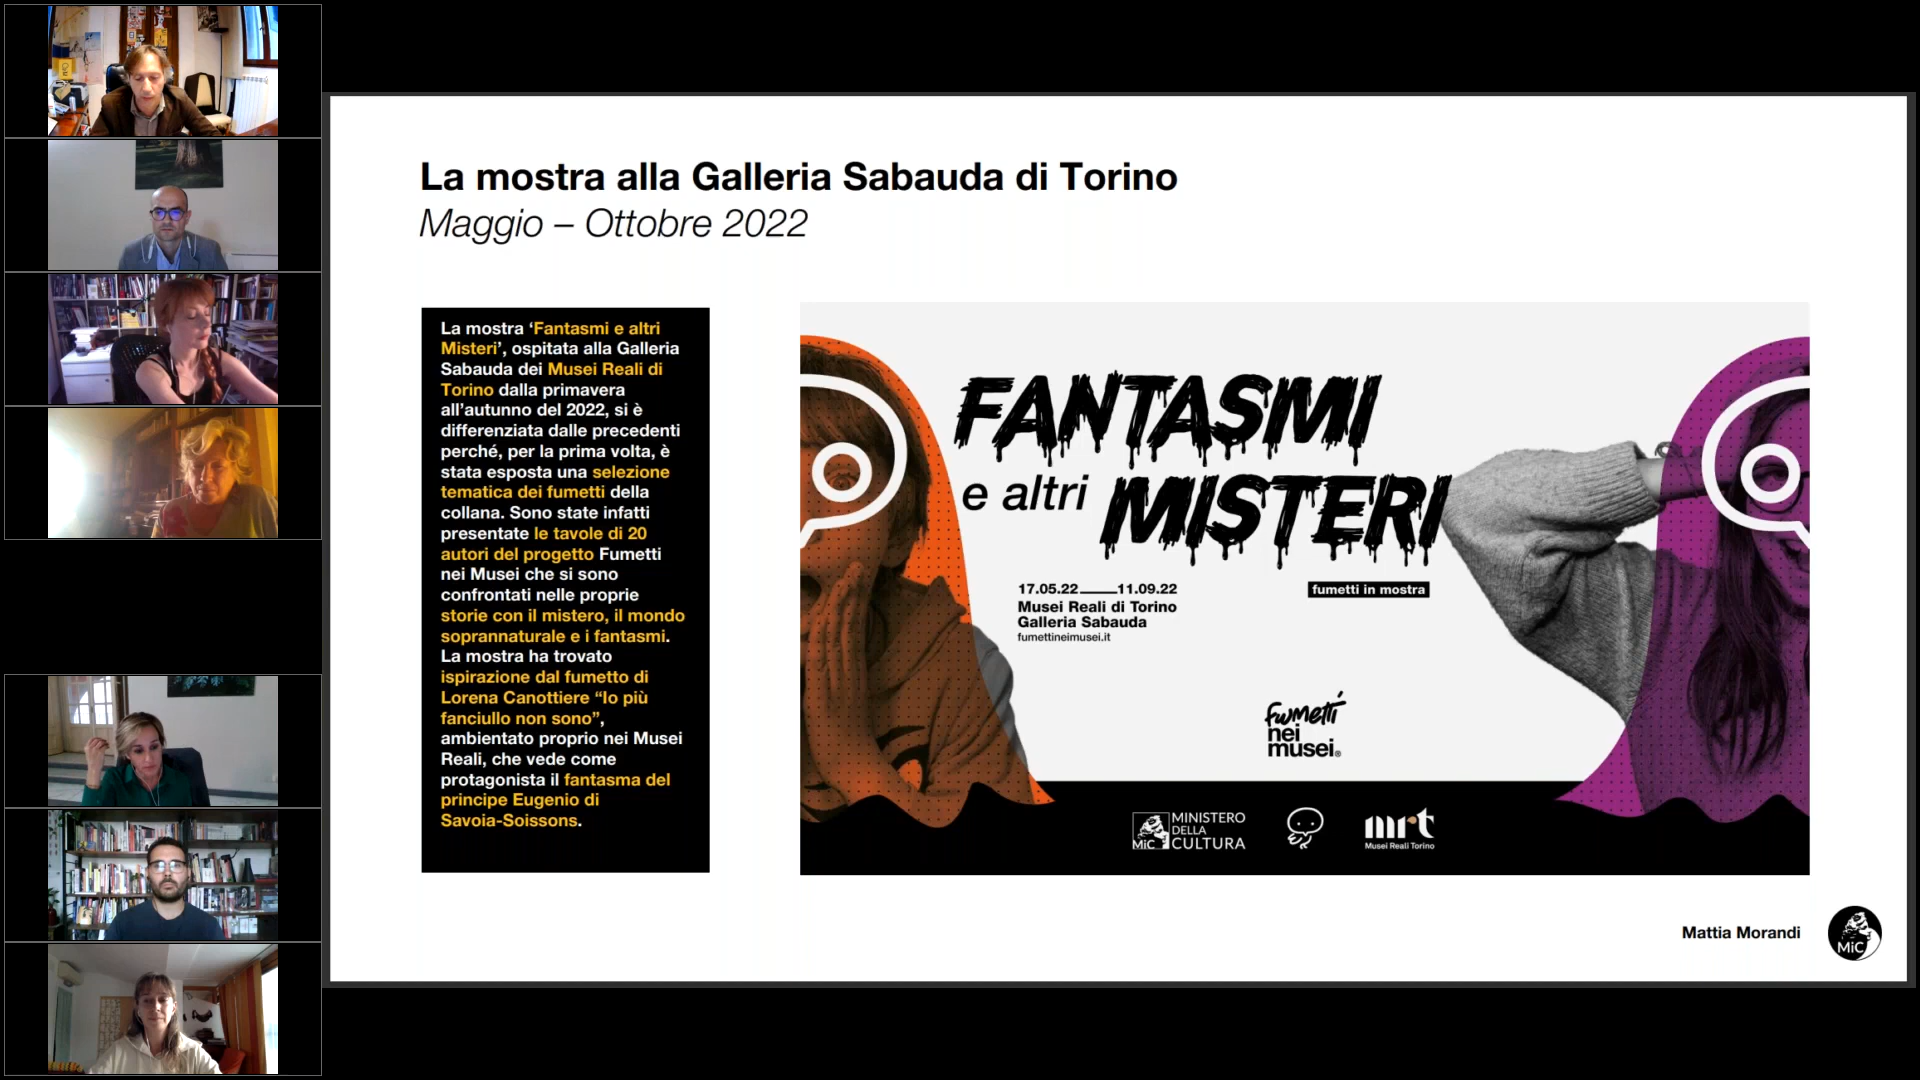 La mostra alla Galleria Sabauda di Torino
Maggio – Ottobre 2022
La mostra ‘Fantasmi e altri
Misteri’, ospitata alla Galleria
Sabauda dei Musei Reali di
Torino dalla primavera
all’autunno del 2022, si è
differenziata dalle precedenti
perché, per la prima volta, è
stata esposta una selezione
tematica dei fumetti della
collana. Sono state infatti
presentate le tavole di 20
autori del progetto Fumetti
nei Musei che si sono
confrontati nelle proprie
storie con il mistero, il mondo
soprannaturale e i fantasmi.
La mostra ha trovato
ispirazione dal fumetto di
Lorena Canottiere “Io più
fanciullo non sono”,
ambientato proprio nei Musei
Reali, che vede come
protagonista il fantasma del
principe Eugenio di
Savoia-Soissons.
FANTASMI
e altri MISTERI
17.05.22 11.09.22
Musei Reali di Torino
Galleria Sabauda
fumettineimusei.it
fumetti in mostra
fumetti
nei
musei®
MiC
MINISTERO
DELLA
CULTURA
mrt
Musei Reali Torino
Mattia Morandi
MiC